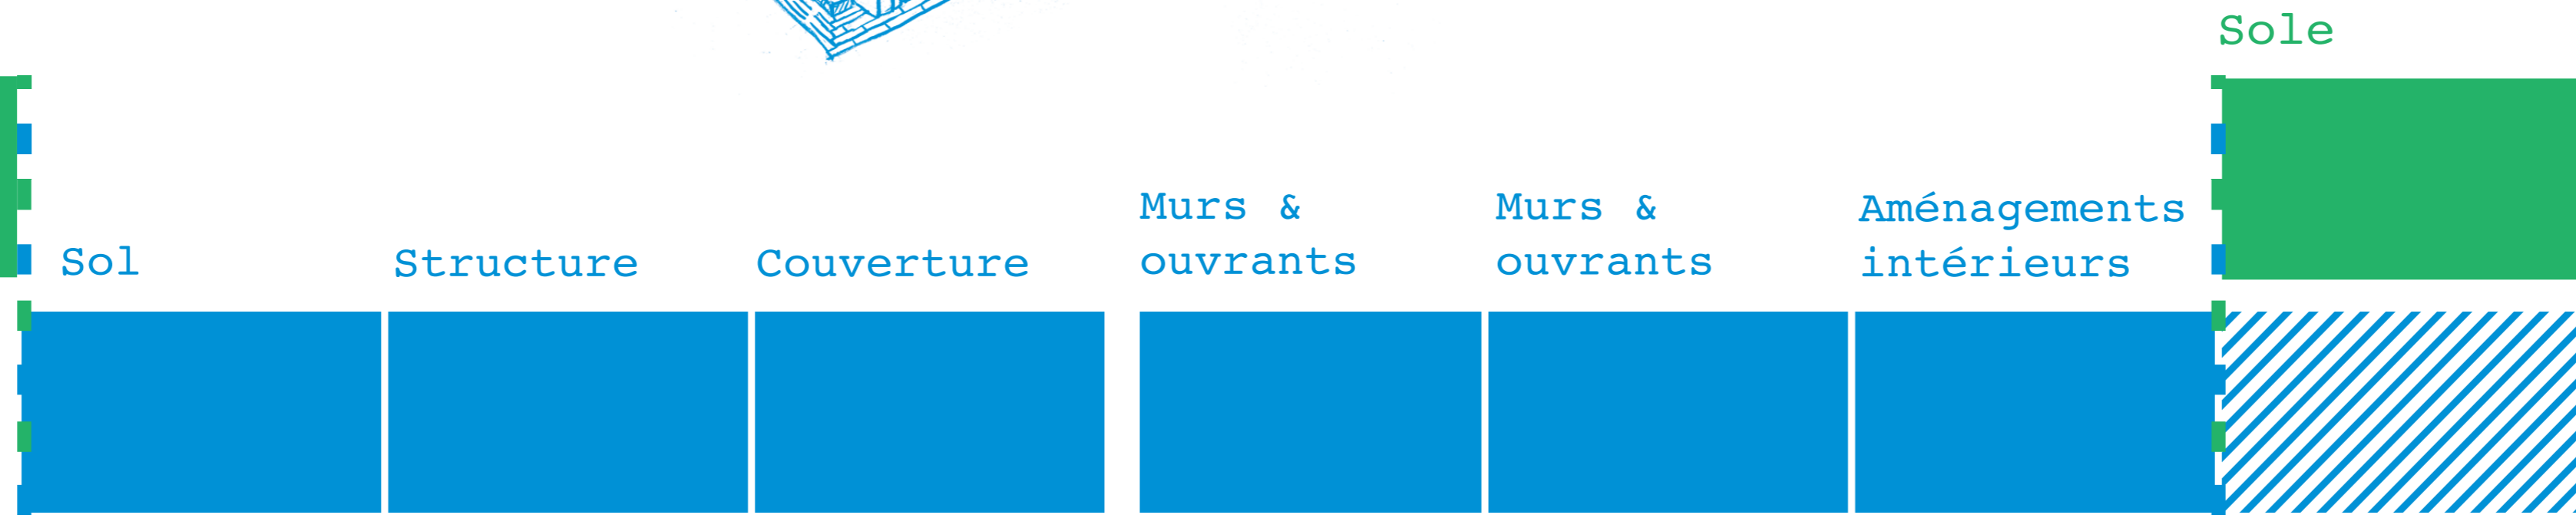 Sole
Sol
Structure
Couverture
Murs &
ouvrants
Murs &
ouvrants
Aménagements
intérieurs